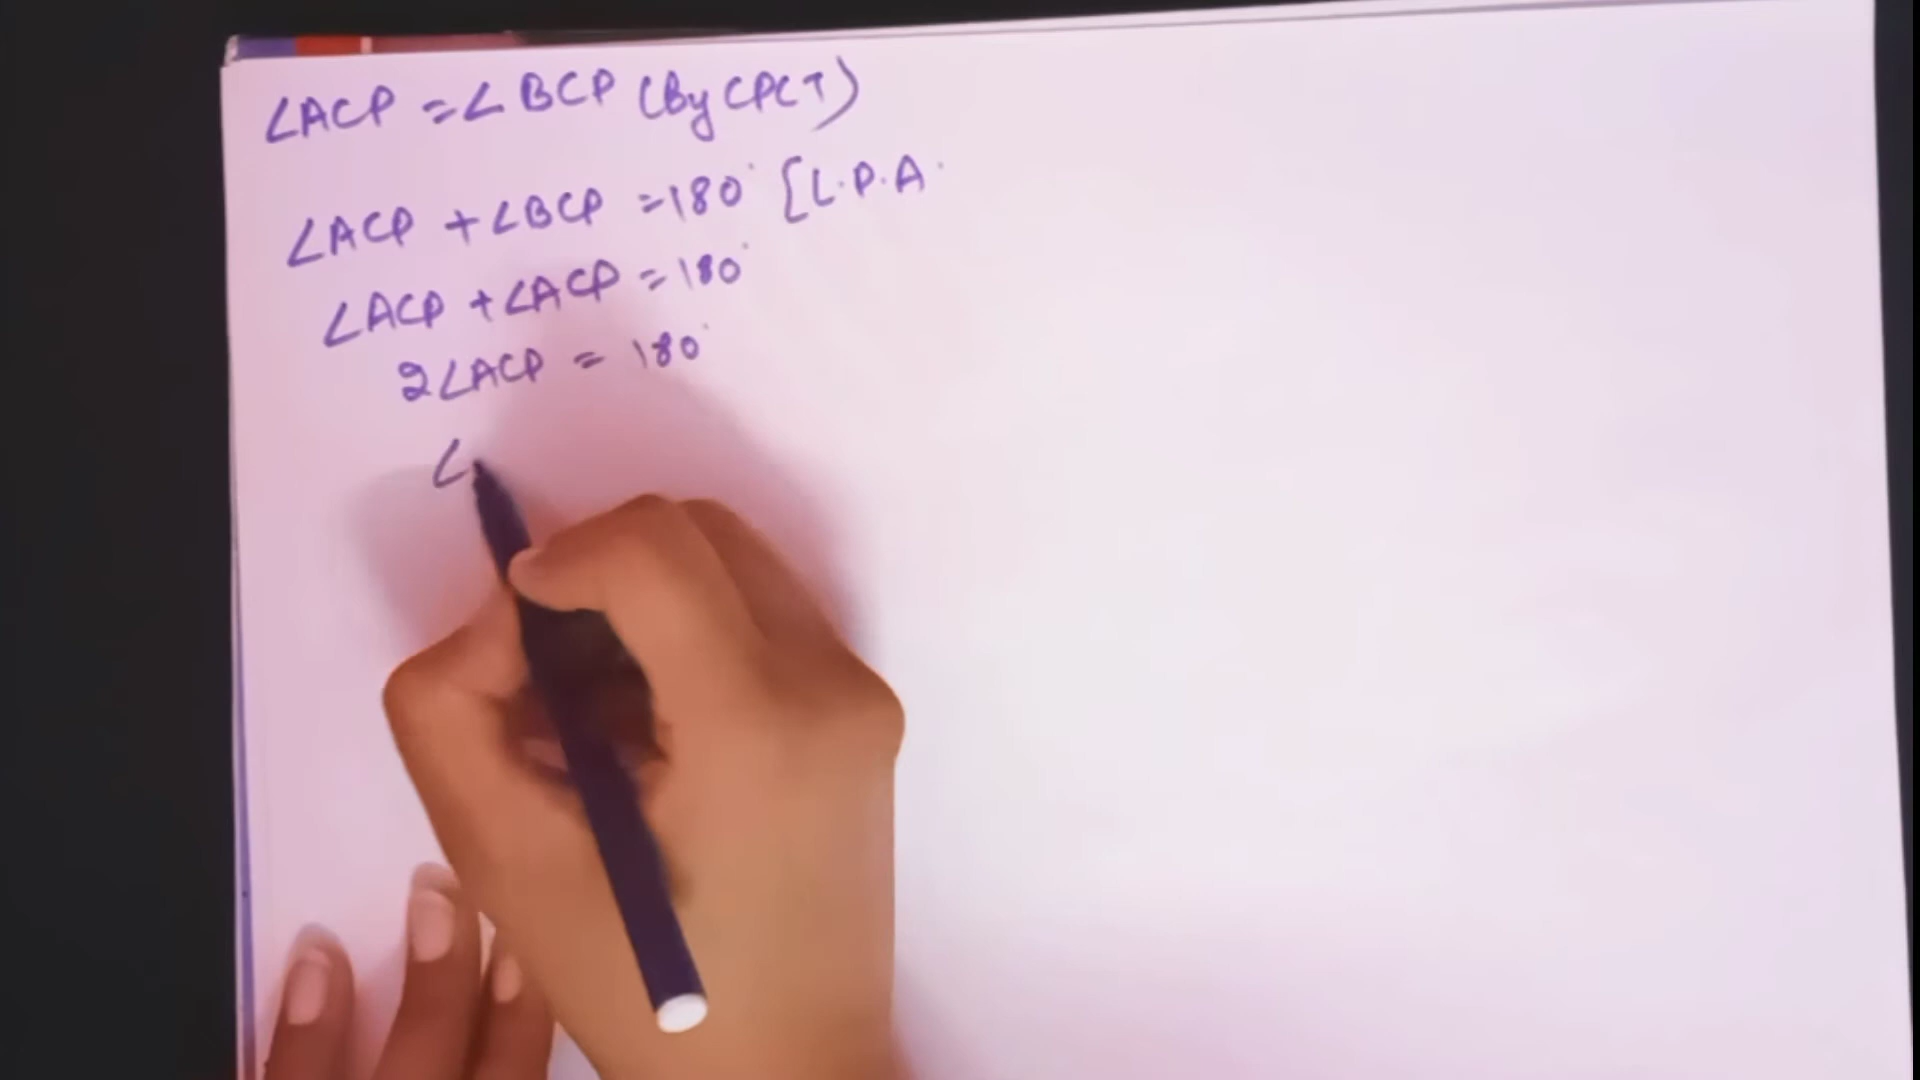 ∠ACP = ∠BCP (By CPCT)
∠ACP + ∠BCP = 180° [L.P.A.
∠ACP + ∠ACP = 180°
2∠ACP = 180°
∠